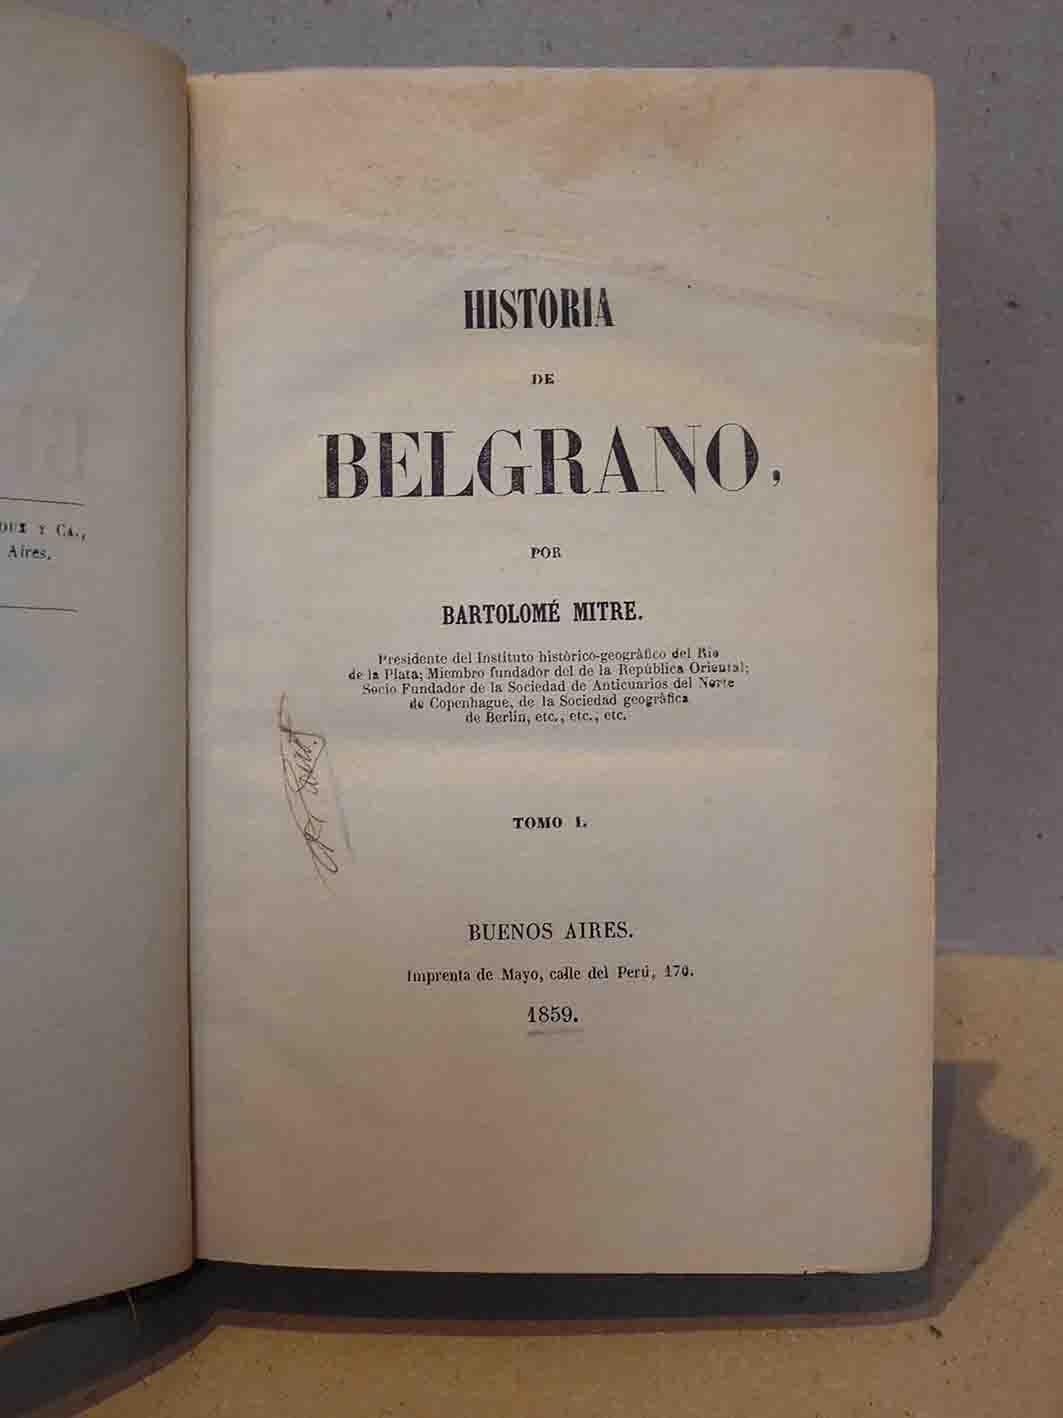 Y CA.,
Aires.
HISTORIA
DE
BELGRANO,
POR
BARTOLOMÉ MITRE.
Presidente del Instituto histórico-geográfico del Rio
de la Plata; Miembro fundador del de la República Oriental;
Socio Fundador de la Sociedad de Anticuarios del Norte
de Copenhague, de la Sociedad geográfica
de Berlin, etc., etc., etc.
TOMO I.
BUENOS AIRES.
Imprenta de Mayo, calle del Perú, 170.
1859.